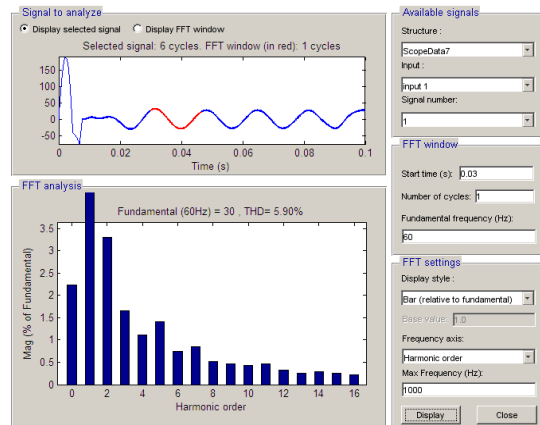 Signal to analyze
Display selected signal Display FFT window
Selected signal: 6 cycles. FFT window (in red): 1 cycles
150
100
50
0
-50
0 0.02 0.04 0.06 0.08 0.1
Time (s)
FFT analysis
Fundamental (60Hz) = 30 , THD= 5.90%
3.5
3
2.5
2
1.5
1
0.5
0
Mag (% of Fundamental)
0 2 4 6 8 10 12 14 16
Harmonic order
Available signals
Structure :
ScopeData7
Input :
input 1
Signal number:
1
FFT window
Start time (s): 0.03
Number of cycles: 1
Fundamental frequency (Hz):
60
FFT settings
Display style :
Bar (relative to fundamental)
Base value: 1.0
Frequency axis:
Harmonic order
Max Frequency (Hz):
1000
Display Close